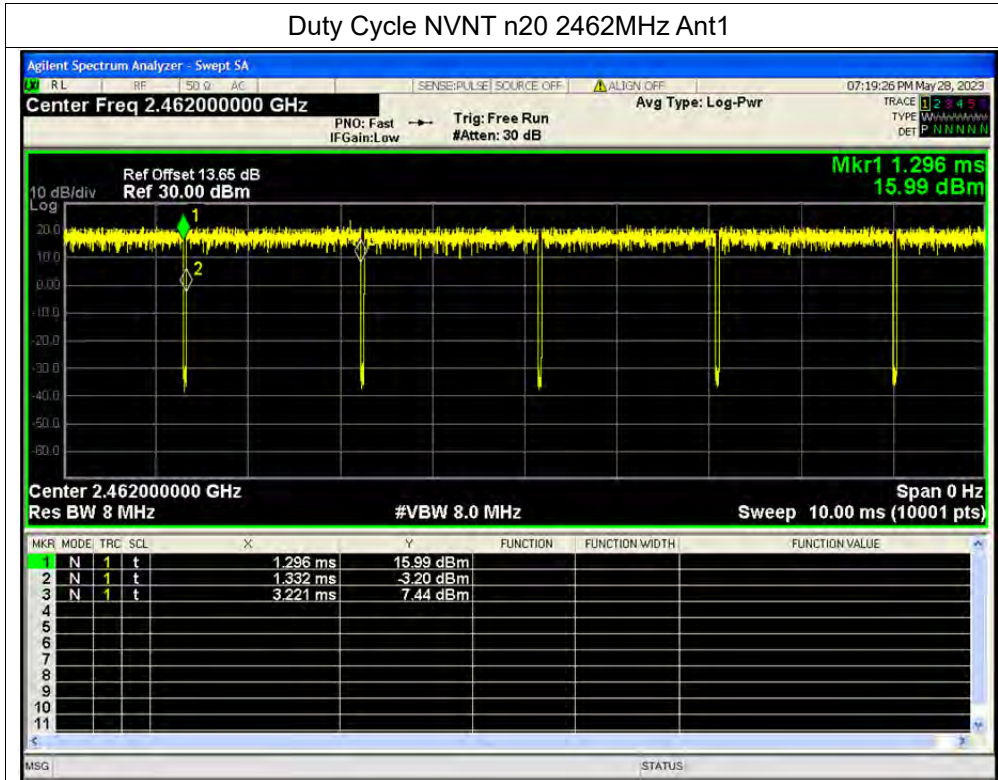 Duty Cycle NVNT n20 2462MHz Ant1
Agilent Spectrum Analyzer - Swept SA
LXI RL RF 50 Ω AC SENSE:PULSE SOURCE OFF ALIGN OFF 07:19:26 PM May 28, 2023
Center Freq 2.462000000 GHz Avg Type: Log-Pwr TRACE 1 2 3 4 5 6
PNO: Fast Trig: Free Run TYPE W
IFGain:Low #Atten: 30 dB DET P N N N N N
Mkr1 1.296 ms
Ref Offset 13.65 dB
10 dB/div Ref 30.00 dBm 15.99 dBm
Log
1
20.0
10.0
2
0.00
-10.0
-20.0
-30.0
-40.0
-50.0
-60.0
Center 2.462000000 GHz Span 0 Hz
Res BW 8 MHz #VBW 8.0 MHz Sweep 10.00 ms (10001 pts)
MKR MODE TRC SCL X Y FUNCTION FUNCTION WIDTH FUNCTION VALUE
1 N 1 t 1.296 ms 15.99 dBm
2 N 1 t 1.332 ms -3.20 dBm
3 N 1 t 3.221 ms 7.44 dBm
4
5
6
7
8
9
10
11
MSG STATUS